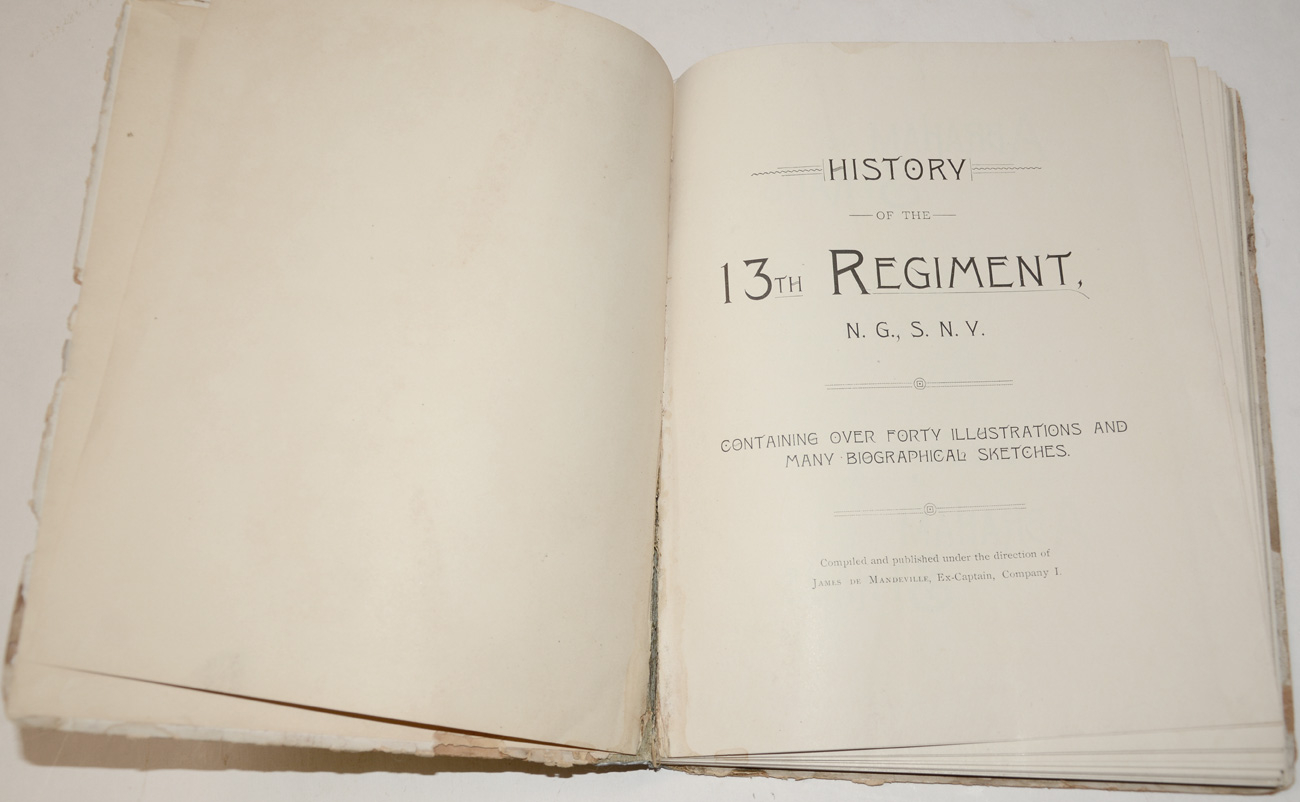 HISTORY
OF THE
13TH REGIMENT,
N. G., S. N. Y.
CONTAINING OVER FORTY ILLUSTRATIONS AND
MANY BIOGRAPHICAL SKETCHES.
Compiled and published under the direction of
JAMES DE MANDEVILLE, Ex-Captain, Company I.